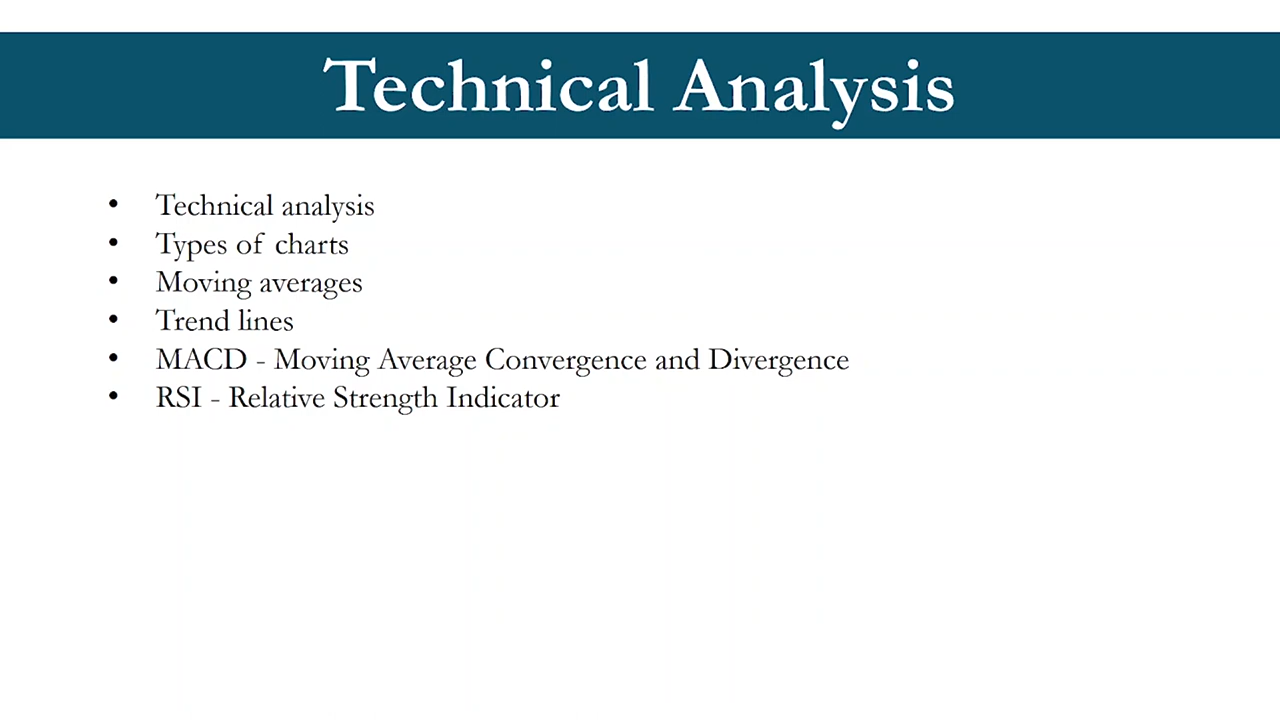 Technical Analysis
• Technical analysis
• Types of charts
• Moving averages
• Trend lines
• MACD - Moving Average Convergence and Divergence
• RSI - Relative Strength Indicator